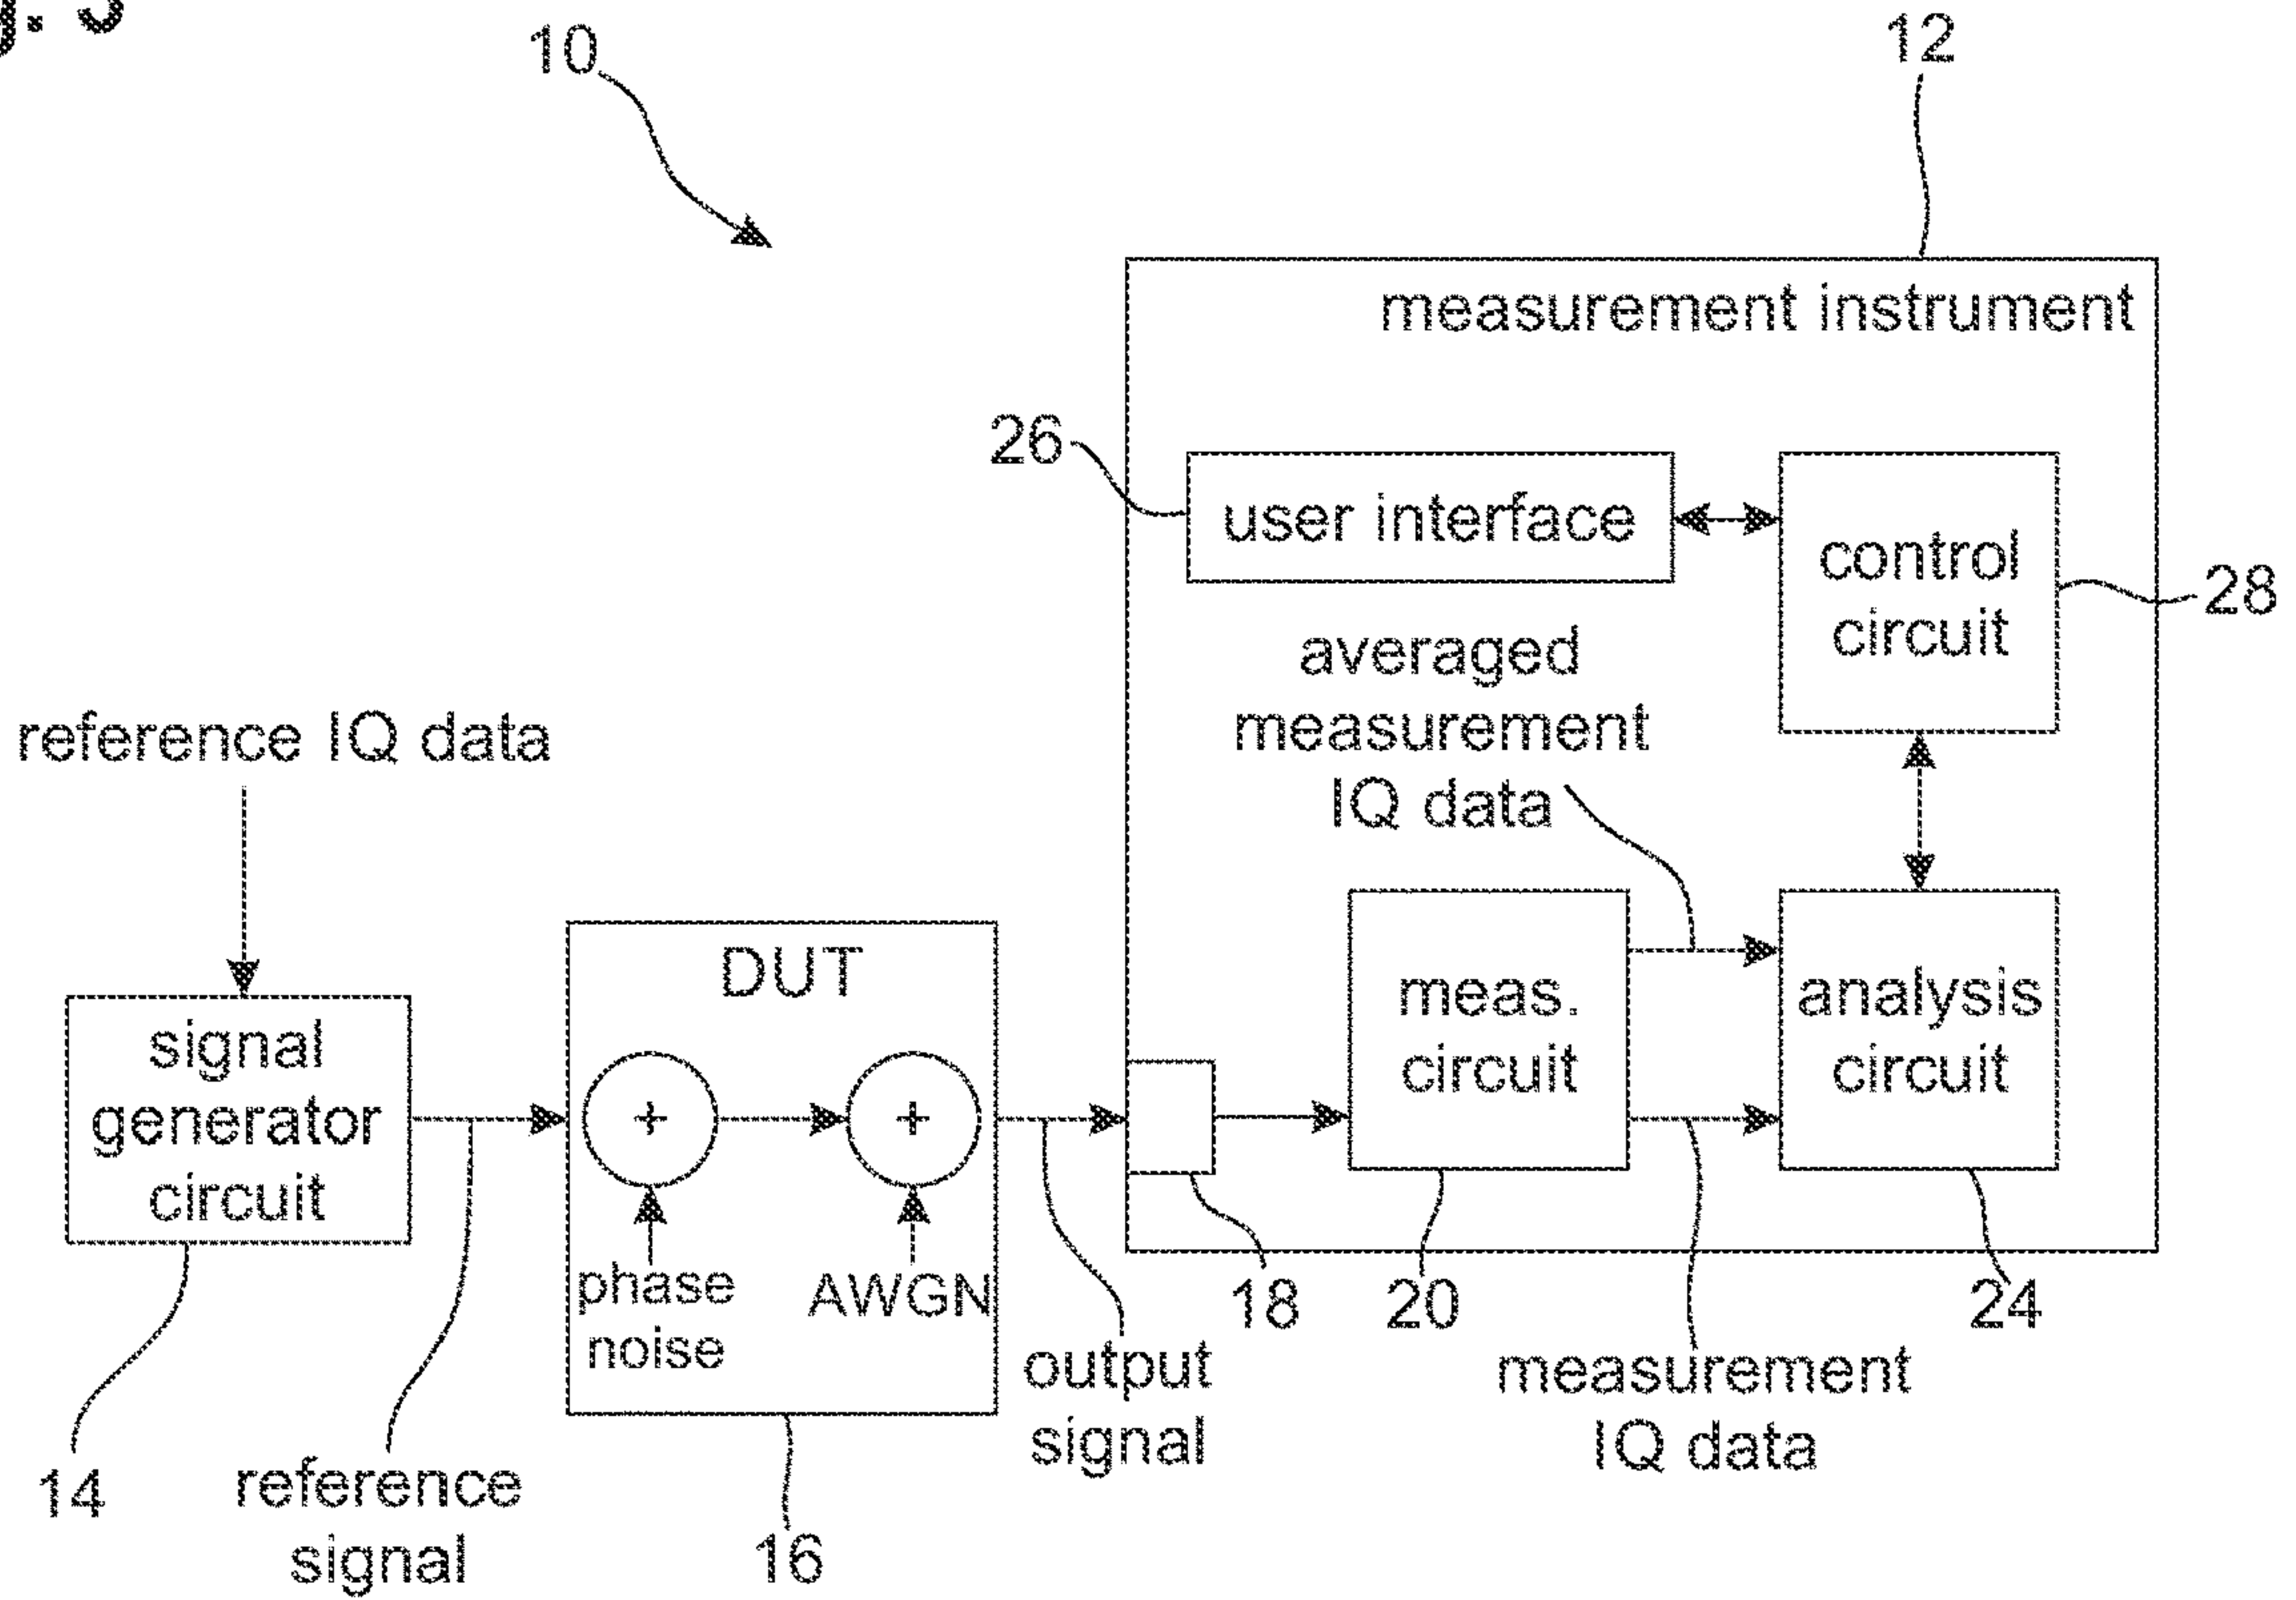 10
12
measurement instrument
26
user interface
control
circuit
28
averaged
measurement
IQ data
reference IQ data
signal
generator
circuit
DUT
+
+
phase
noise
AWGN
meas.
circuit
analysis
circuit
18
20
24
output
signal
measurement
IQ data
14
reference
signal
16